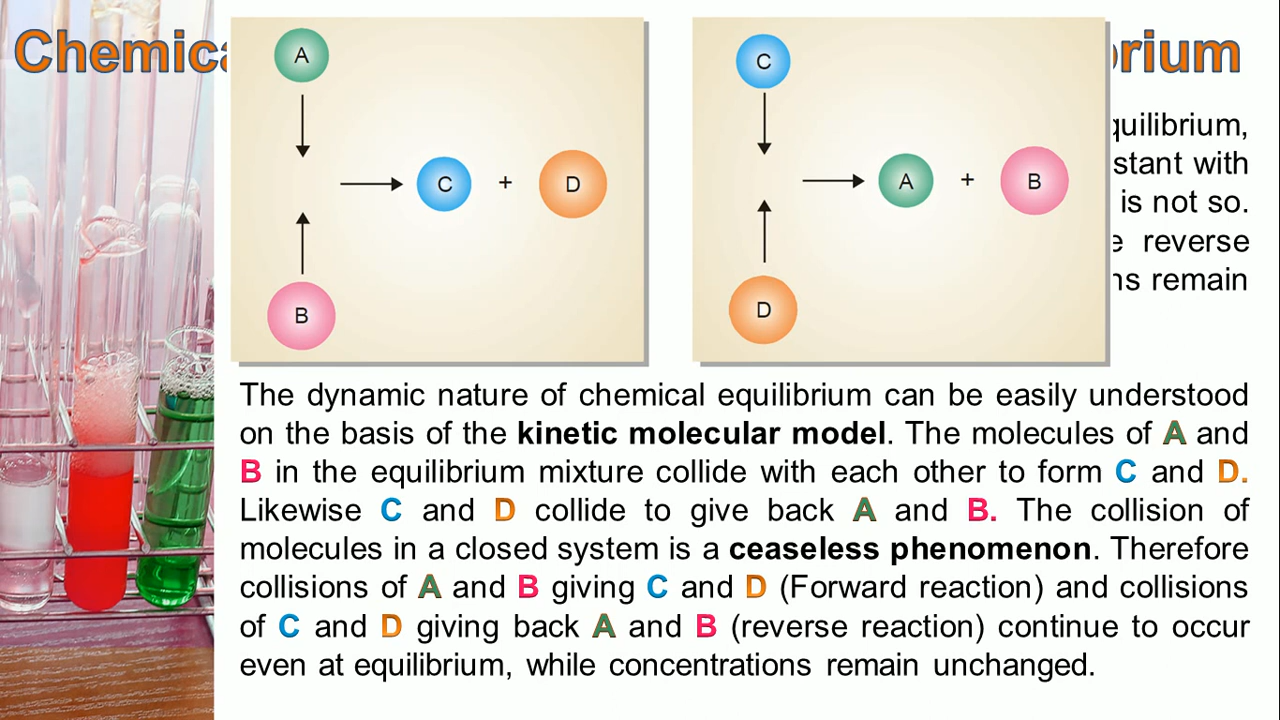 Chemica
brium
A
B
C + D
C
D
A + B
quilibrium,
stant with
is not so.
e reverse
ns remain
The dynamic nature of chemical equilibrium can be easily understood
on the basis of the kinetic molecular model. The molecules of A and
B in the equilibrium mixture collide with each other to form C and D.
Likewise C and D collide to give back A and B. The collision of
molecules in a closed system is a ceaseless phenomenon. Therefore
collisions of A and B giving C and D (Forward reaction) and collisions
of C and D giving back A and B (reverse reaction) continue to occur
even at equilibrium, while concentrations remain unchanged.